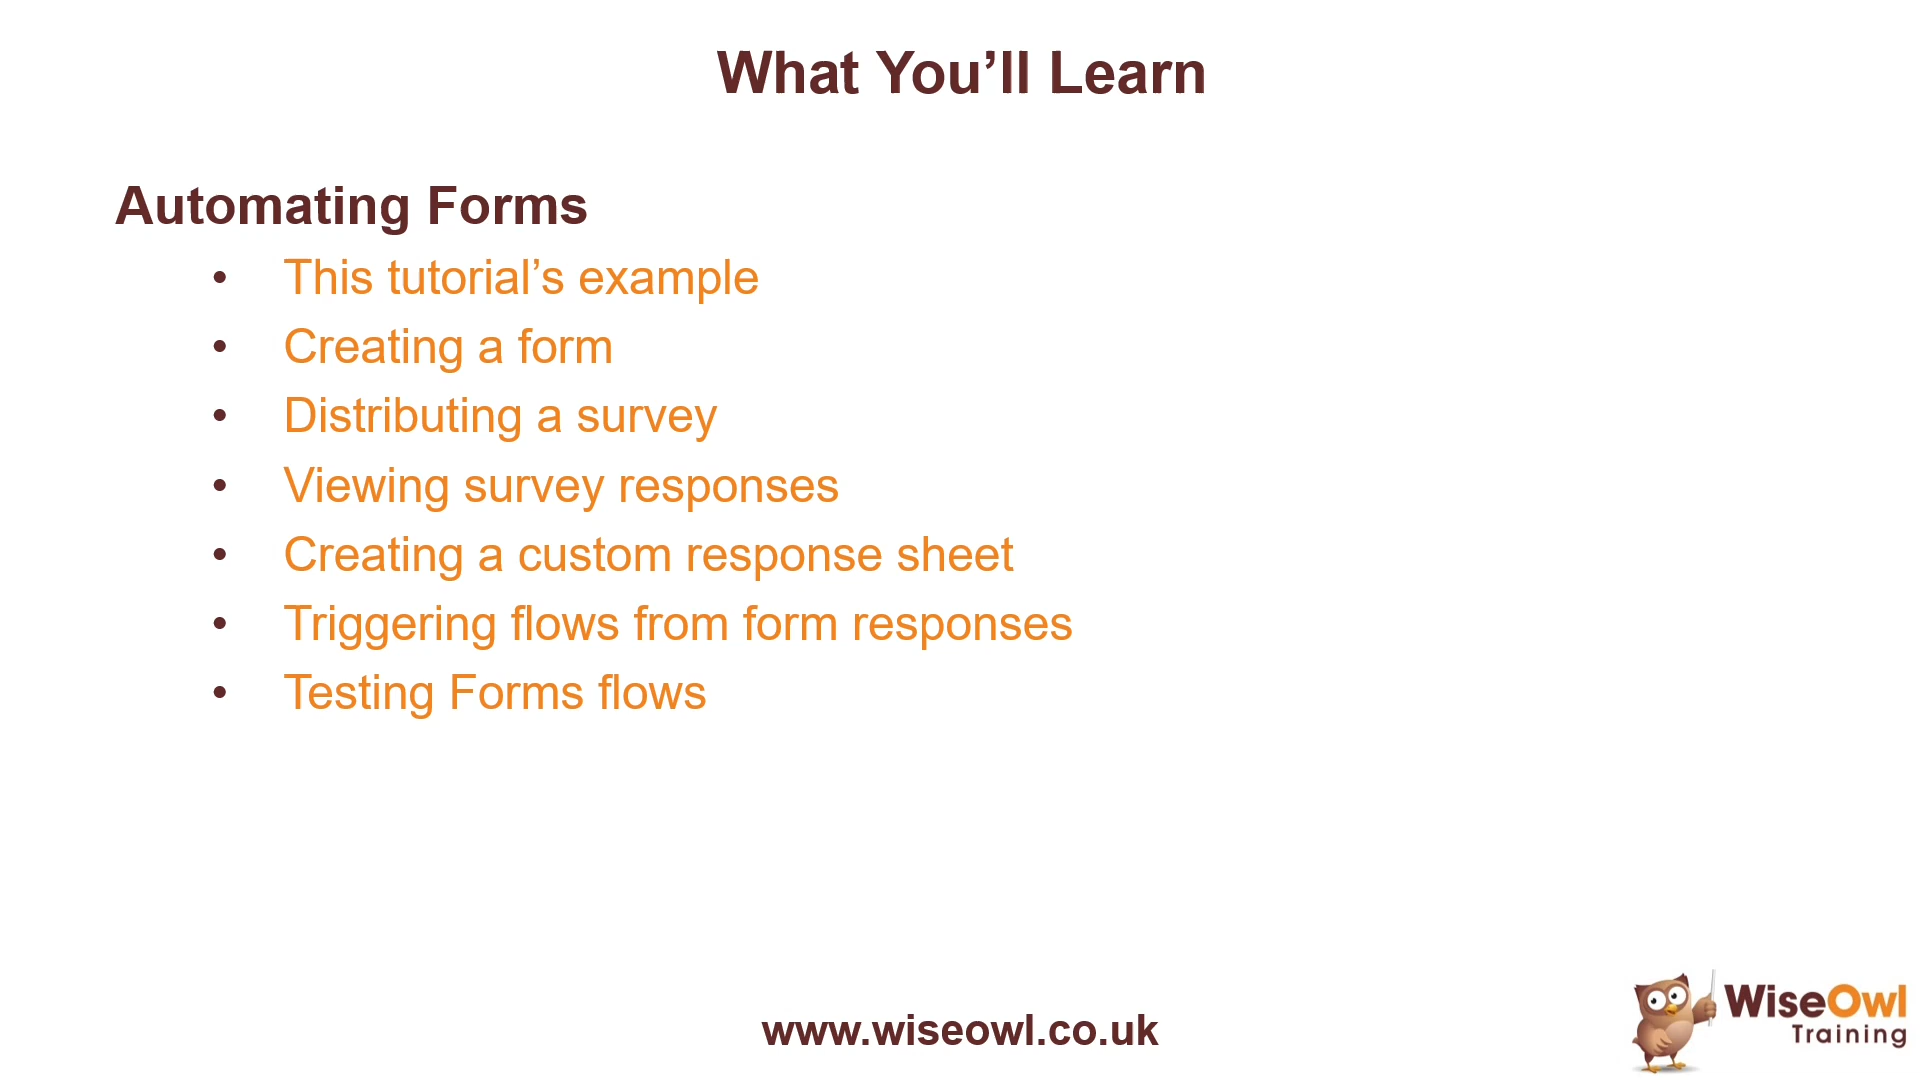 What You’ll Learn
Automating Forms
• This tutorial’s example
• Creating a form
• Distributing a survey
• Viewing survey responses
• Creating a custom response sheet
• Triggering flows from form responses
• Testing Forms flows
www.wiseowl.co.uk
WiseOwl
Training